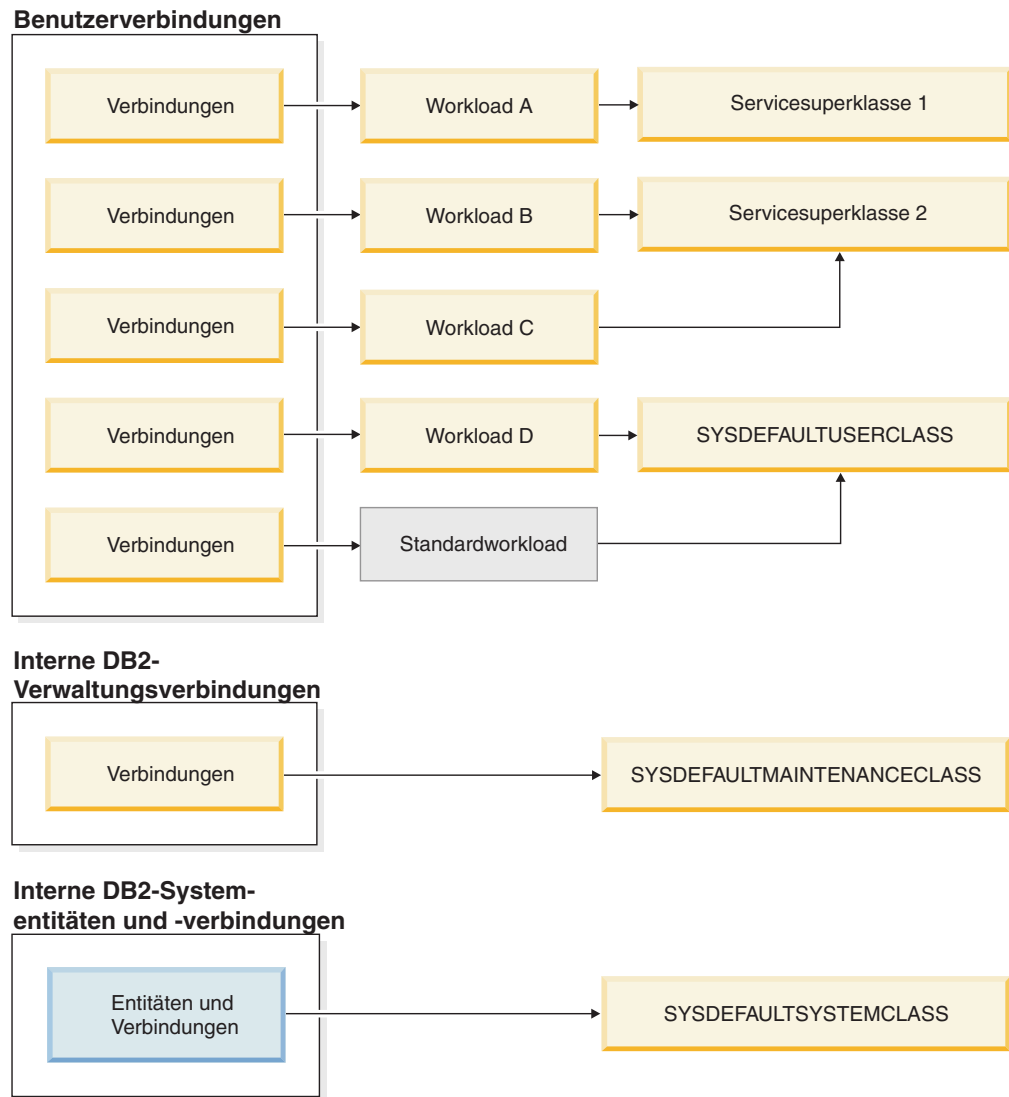 Benutzerverbindungen
Verbindungen
Workload A
Servicesuperklasse 1
Verbindungen
Workload B
Servicesuperklasse 2
Verbindungen
Workload C
Verbindungen
Workload D
SYSDEFAULTUSERCLASS
Verbindungen
Standardworkload
Interne DB2-
Verwaltungsverbindungen
Verbindungen
SYSDEFAULTMAINTENANCECLASS
Interne DB2-System-
entitäten und -verbindungen
Entitäten und
Verbindungen
SYSDEFAULTSYSTEMCLASS